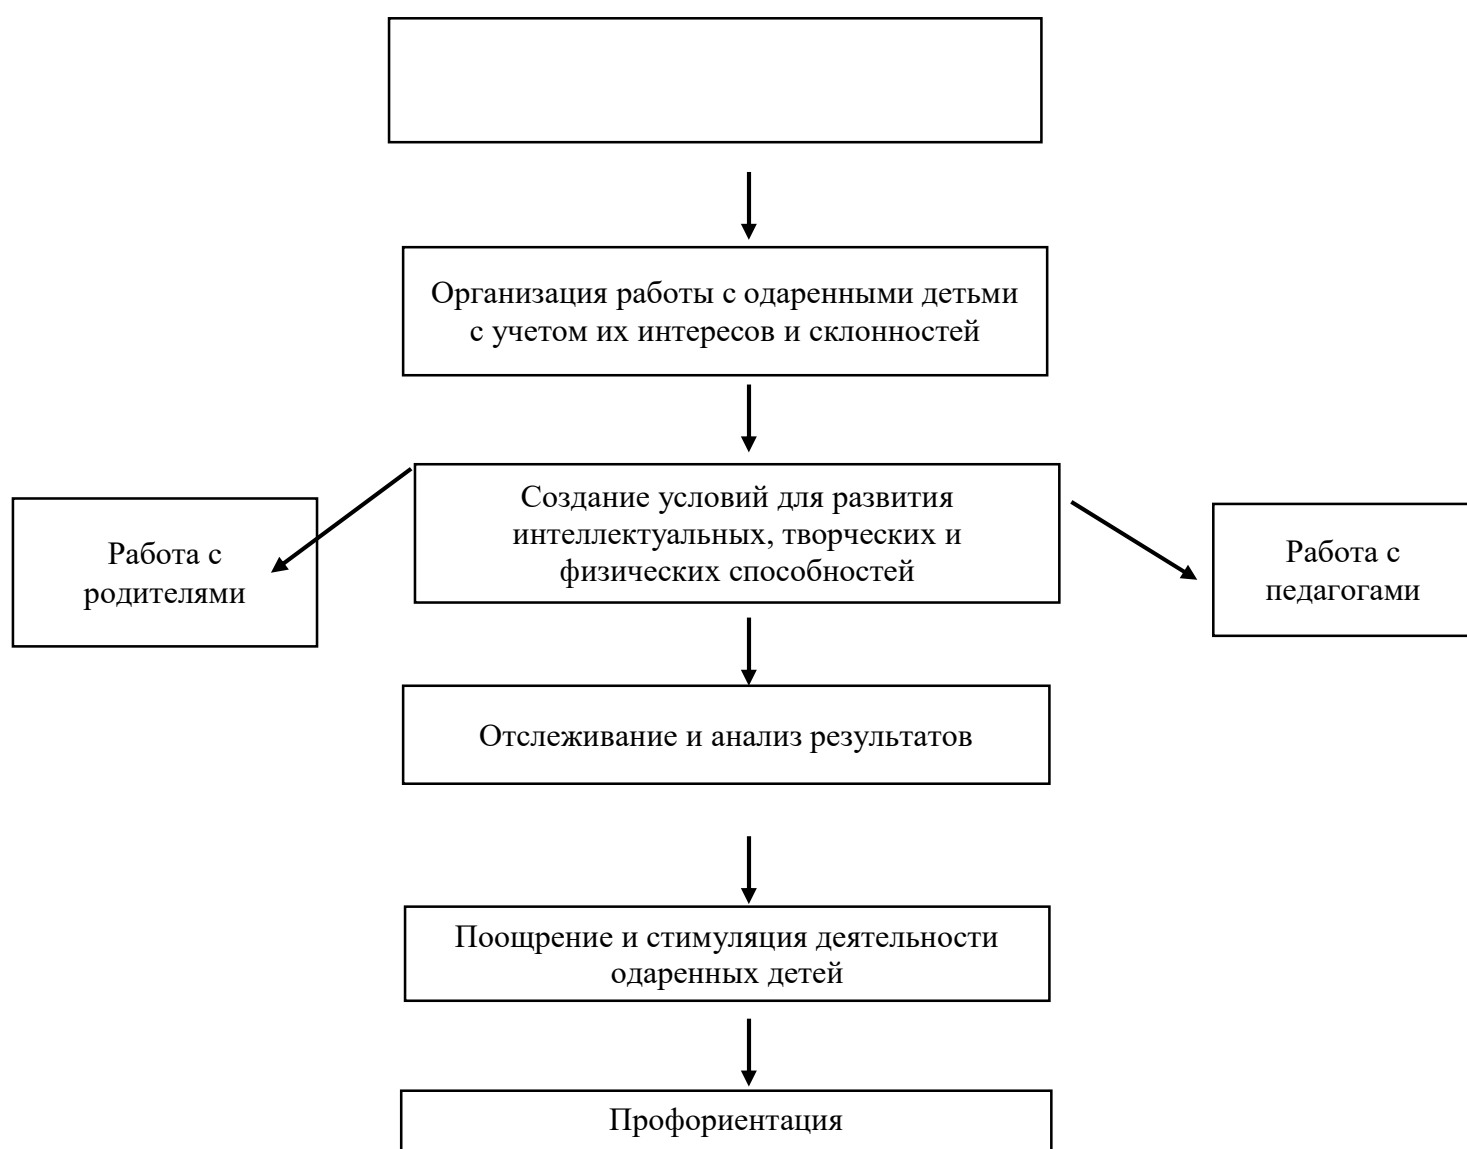 Организация работы с одаренными детьми
с учетом их интересов и склонностей
Создание условий для развития
интеллектуальных, творческих и
физических способностей
Работа с
родителями
Работа с
педагогами
Отслеживание и анализ результатов
Поощрение и стимуляция деятельности
одаренных детей
Профориентация